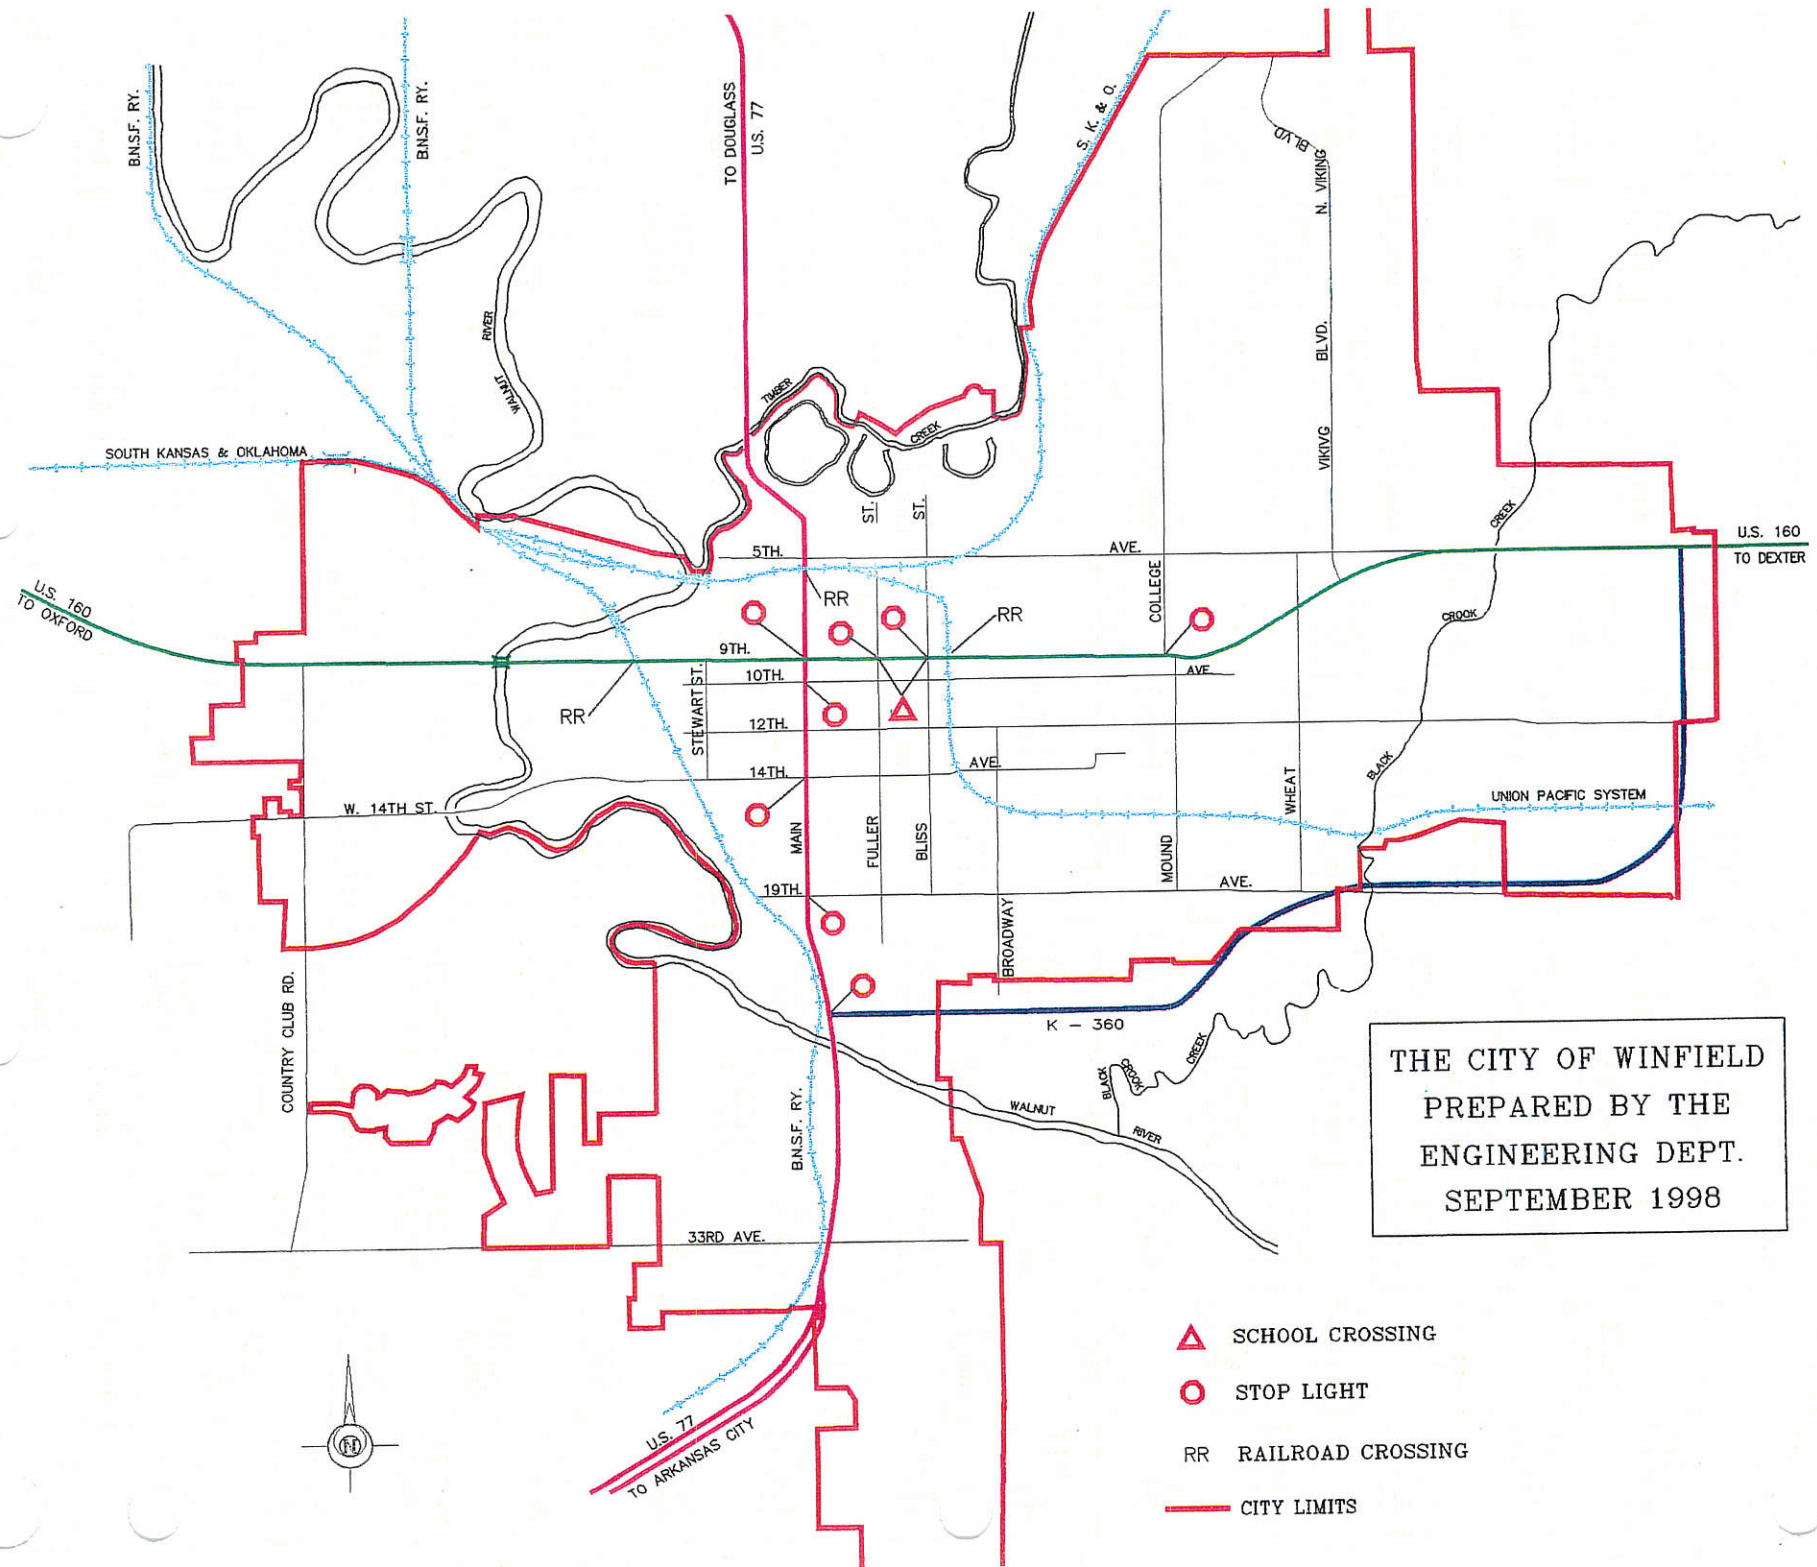 B.N.S.F. RY.
B.N.S.F. RY.
TO DOUGLASS
U.S. 77
S. K. & O.
BLVD
N. VIKING
BLVD.
VIKIVG
RIVER
WALNUT
TIMBER
CREEK
SOUTH KANSAS & OKLAHOMA
ST.
ST.
CREEK
5TH.
AVE.
U.S. 160
TO DEXTER
U.S. 160
TO OXFORD
COLLEGE
RR
RR
CROOK
9TH.
STEWART ST.
10TH.
AVE.
RR
12TH.
14TH.
AVE.
BLACK
WHEAT
UNION PACIFIC SYSTEM
W. 14TH ST.
MAIN
FULLER
BLISS
MOUND
19TH.
AVE.
BROADWAY
COUNTRY CLUB RD.
K - 360
CREEK
CROOK
BLACK
WALNUT
RIVER
B.N.S.F. RY.
THE CITY OF WINFIELD
PREPARED BY THE
ENGINEERING DEPT.
SEPTEMBER 1998
33RD AVE.
SCHOOL CROSSING
STOP LIGHT
RR RAILROAD CROSSING
CITY LIMITS
N
U.S. 77
TO ARKANSAS CITY